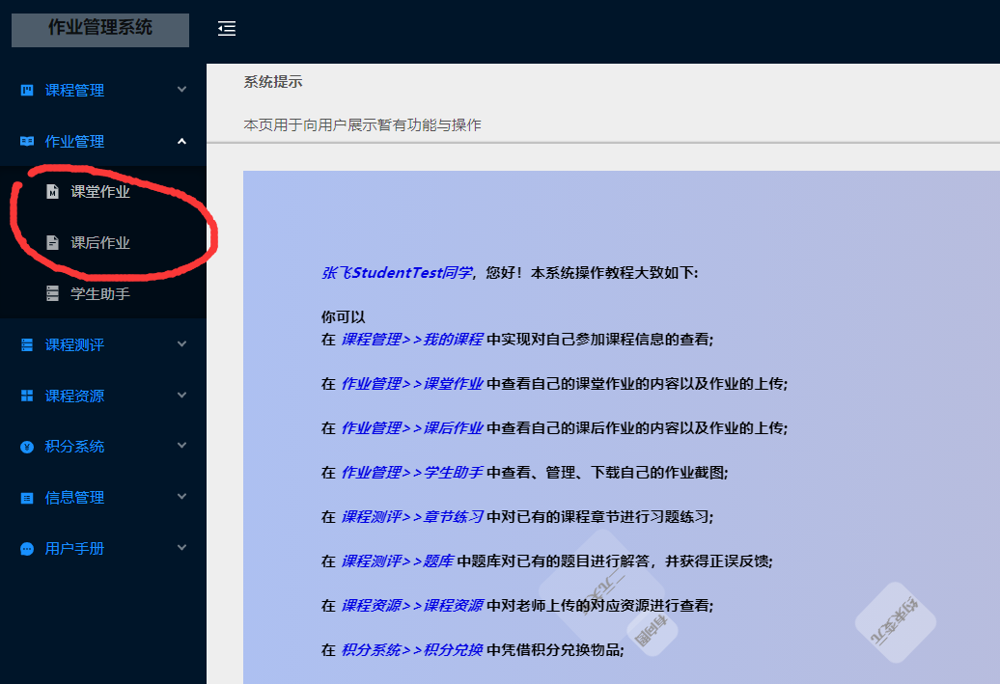 作业管理系统
课程管理
作业管理
课堂作业
课后作业
学生助手
课程测评
课程资源
积分系统
信息管理
用户手册
系统提示
本页用于向用户展示暂有功能与操作
张飞StudentTest同学，您好！本系统操作教程大致如下:
你可以
在 课程管理>>我的课程 中实现对自己参加课程信息的查看;
在 作业管理>>课堂作业 中查看自己的课堂作业的内容以及作业的上传;
在 作业管理>>课后作业 中查看自己的课后作业的内容以及作业的上传;
在 作业管理>>学生助手 中查看、管理、下载自己的作业截图;
在 课程测评>>章节练习 中对已有的课程章节进行习题练习;
在 课程测评>>题库 中题库对已有的题目进行解答，并获得正误反馈;
在 课程资源>>课程资源 中对老师上传的对应资源进行查看;
在 积分系统>>积分兑换 中凭借积分兑换物品;
有向图
约束变元